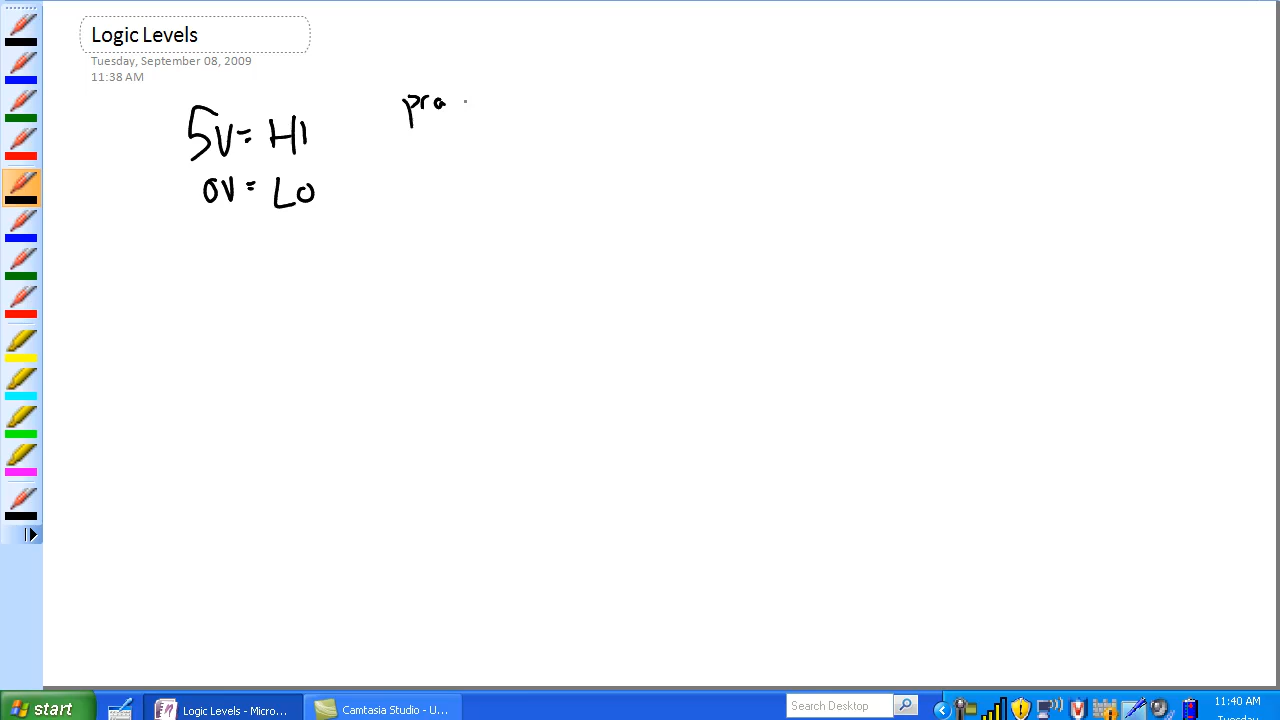 Logic Levels
Tuesday, September 08, 2009
11:38 AM
pra
5V = HI
0V = LO
start
Logic Levels - Micro...
Camtasia Studio - U...
Search Desktop
11:40 AM
Tuesday